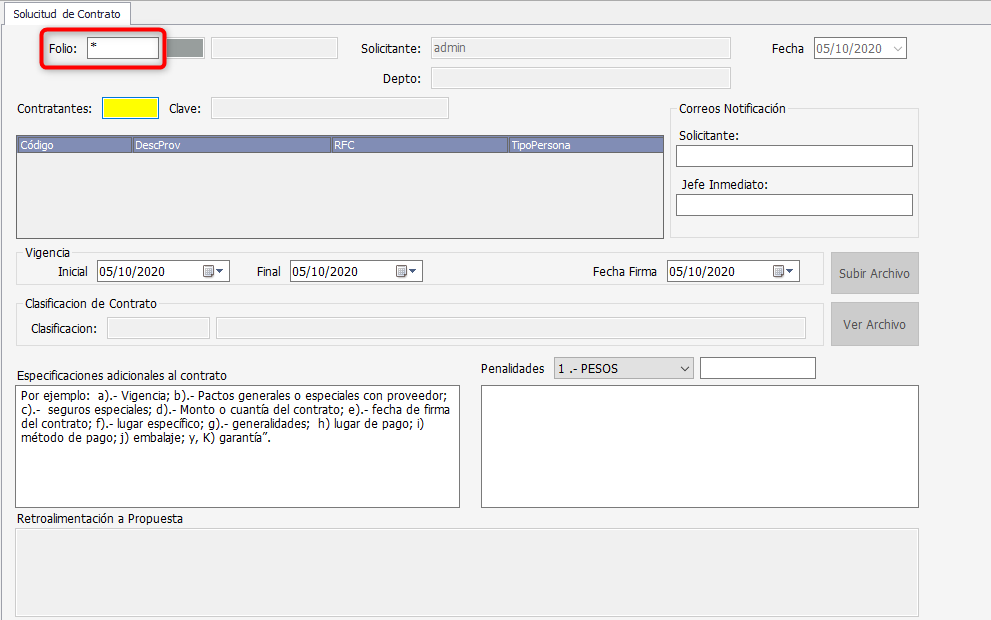 Solucitud de Contrato
Folio: *
Solicitante: admin
Fecha 05/10/2020
Depto:
Contratantes:
Clave:
Correos Notificación
Solicitante:
Jefe Inmediato:
Código DescProv RFC TipoPersona
Vigencia
Inicial 05/10/2020 Final 05/10/2020 Fecha Firma 05/10/2020
Subir Archivo
Clasificacion de Contrato
Clasificacion:
Ver Archivo
Penalidades 1 .- PESOS
Especificaciones adicionales al contrato
Por ejemplo: a).- Vigencia; b).- Pactos generales o especiales con proveedor;
c).- seguros especiales; d).- Monto o cuantía del contrato; e).- fecha de firma
del contrato; f).- lugar específico; g).- generalidades; h) lugar de pago; i)
método de pago; j) embalaje; y, K) garantía”.
Retroalimentación a Propuesta